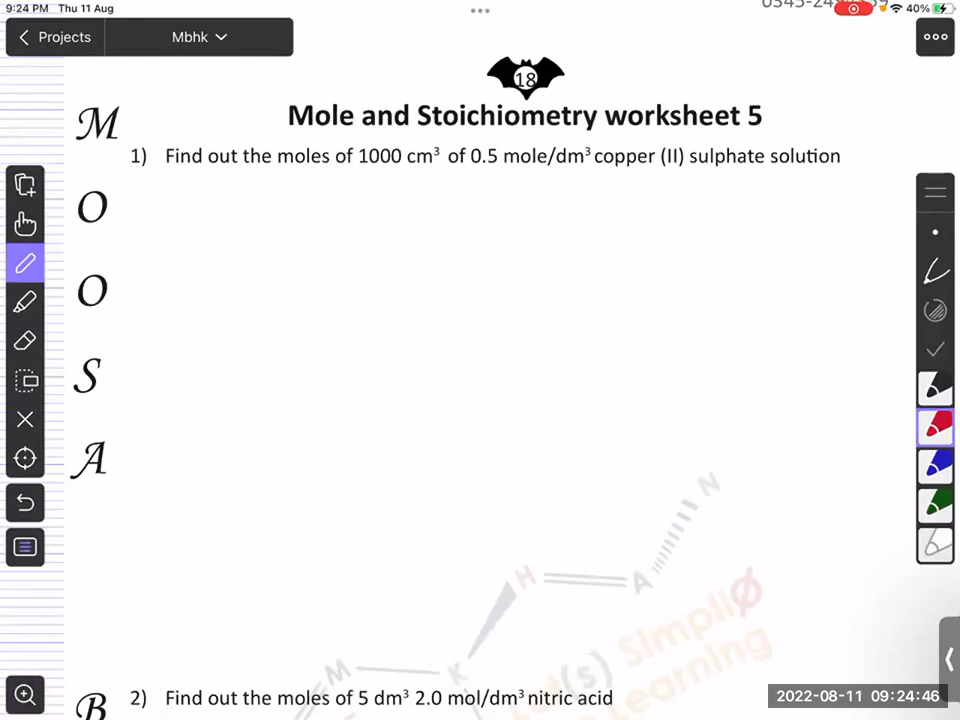 9:24 PM Thu 11 Aug
40%
Projects
Mbhk
18
Mole and Stoichiometry worksheet 5
M
1) Find out the moles of 1000 cm³ of 0.5 mole/dm³ copper (II) sulphate solution
O
O
S
A
N
H
A
Simpliø
M
K
(s)
earning
B
2) Find out the moles of 5 dm³ 2.0 mol/dm³ nitric acid
2022-08-11 09:24:46